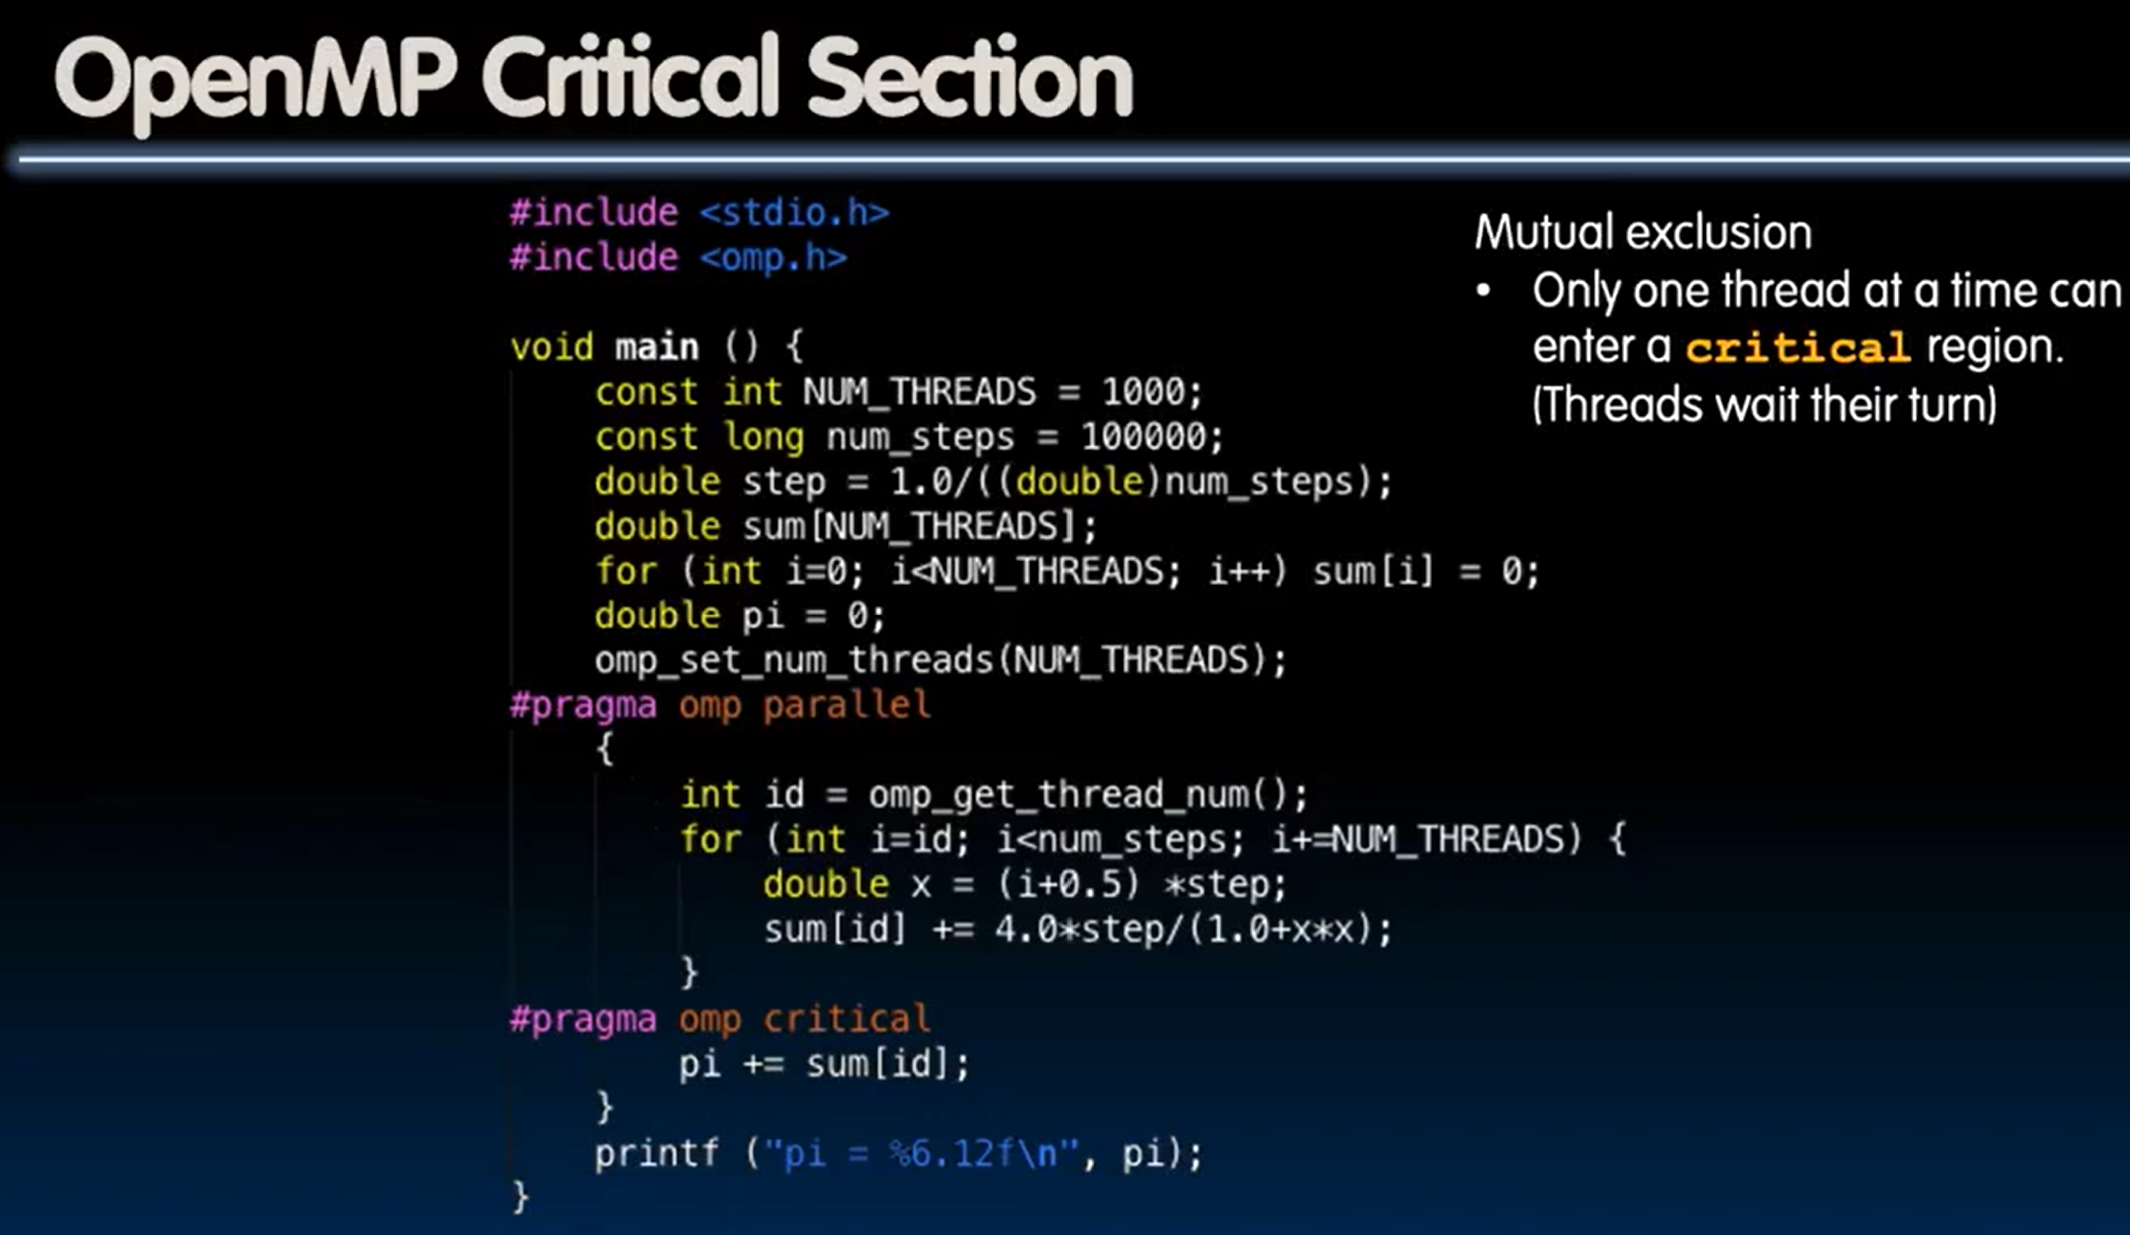 OpenMP Critical Section
#include <stdio.h>
#include <omp.h>
void main () {
    const int NUM_THREADS = 1000;
    const long num_steps = 100000;
    double step = 1.0/((double)num_steps);
    double sum[NUM_THREADS];
    for (int i=0; i<NUM_THREADS; i++) sum[i] = 0;
    double pi = 0;
    omp_set_num_threads(NUM_THREADS);
#pragma omp parallel
    {
        int id = omp_get_thread_num();
        for (int i=id; i<num_steps; i+=NUM_THREADS) {
            double x = (i+0.5) *step;
            sum[id] += 4.0*step/(1.0+x*x);
        }
#pragma omp critical
        pi += sum[id];
    }
    printf ("pi = %6.12f\n", pi);
}
Mutual exclusion
• Only one thread at a time can
enter a critical region.
(Threads wait their turn)